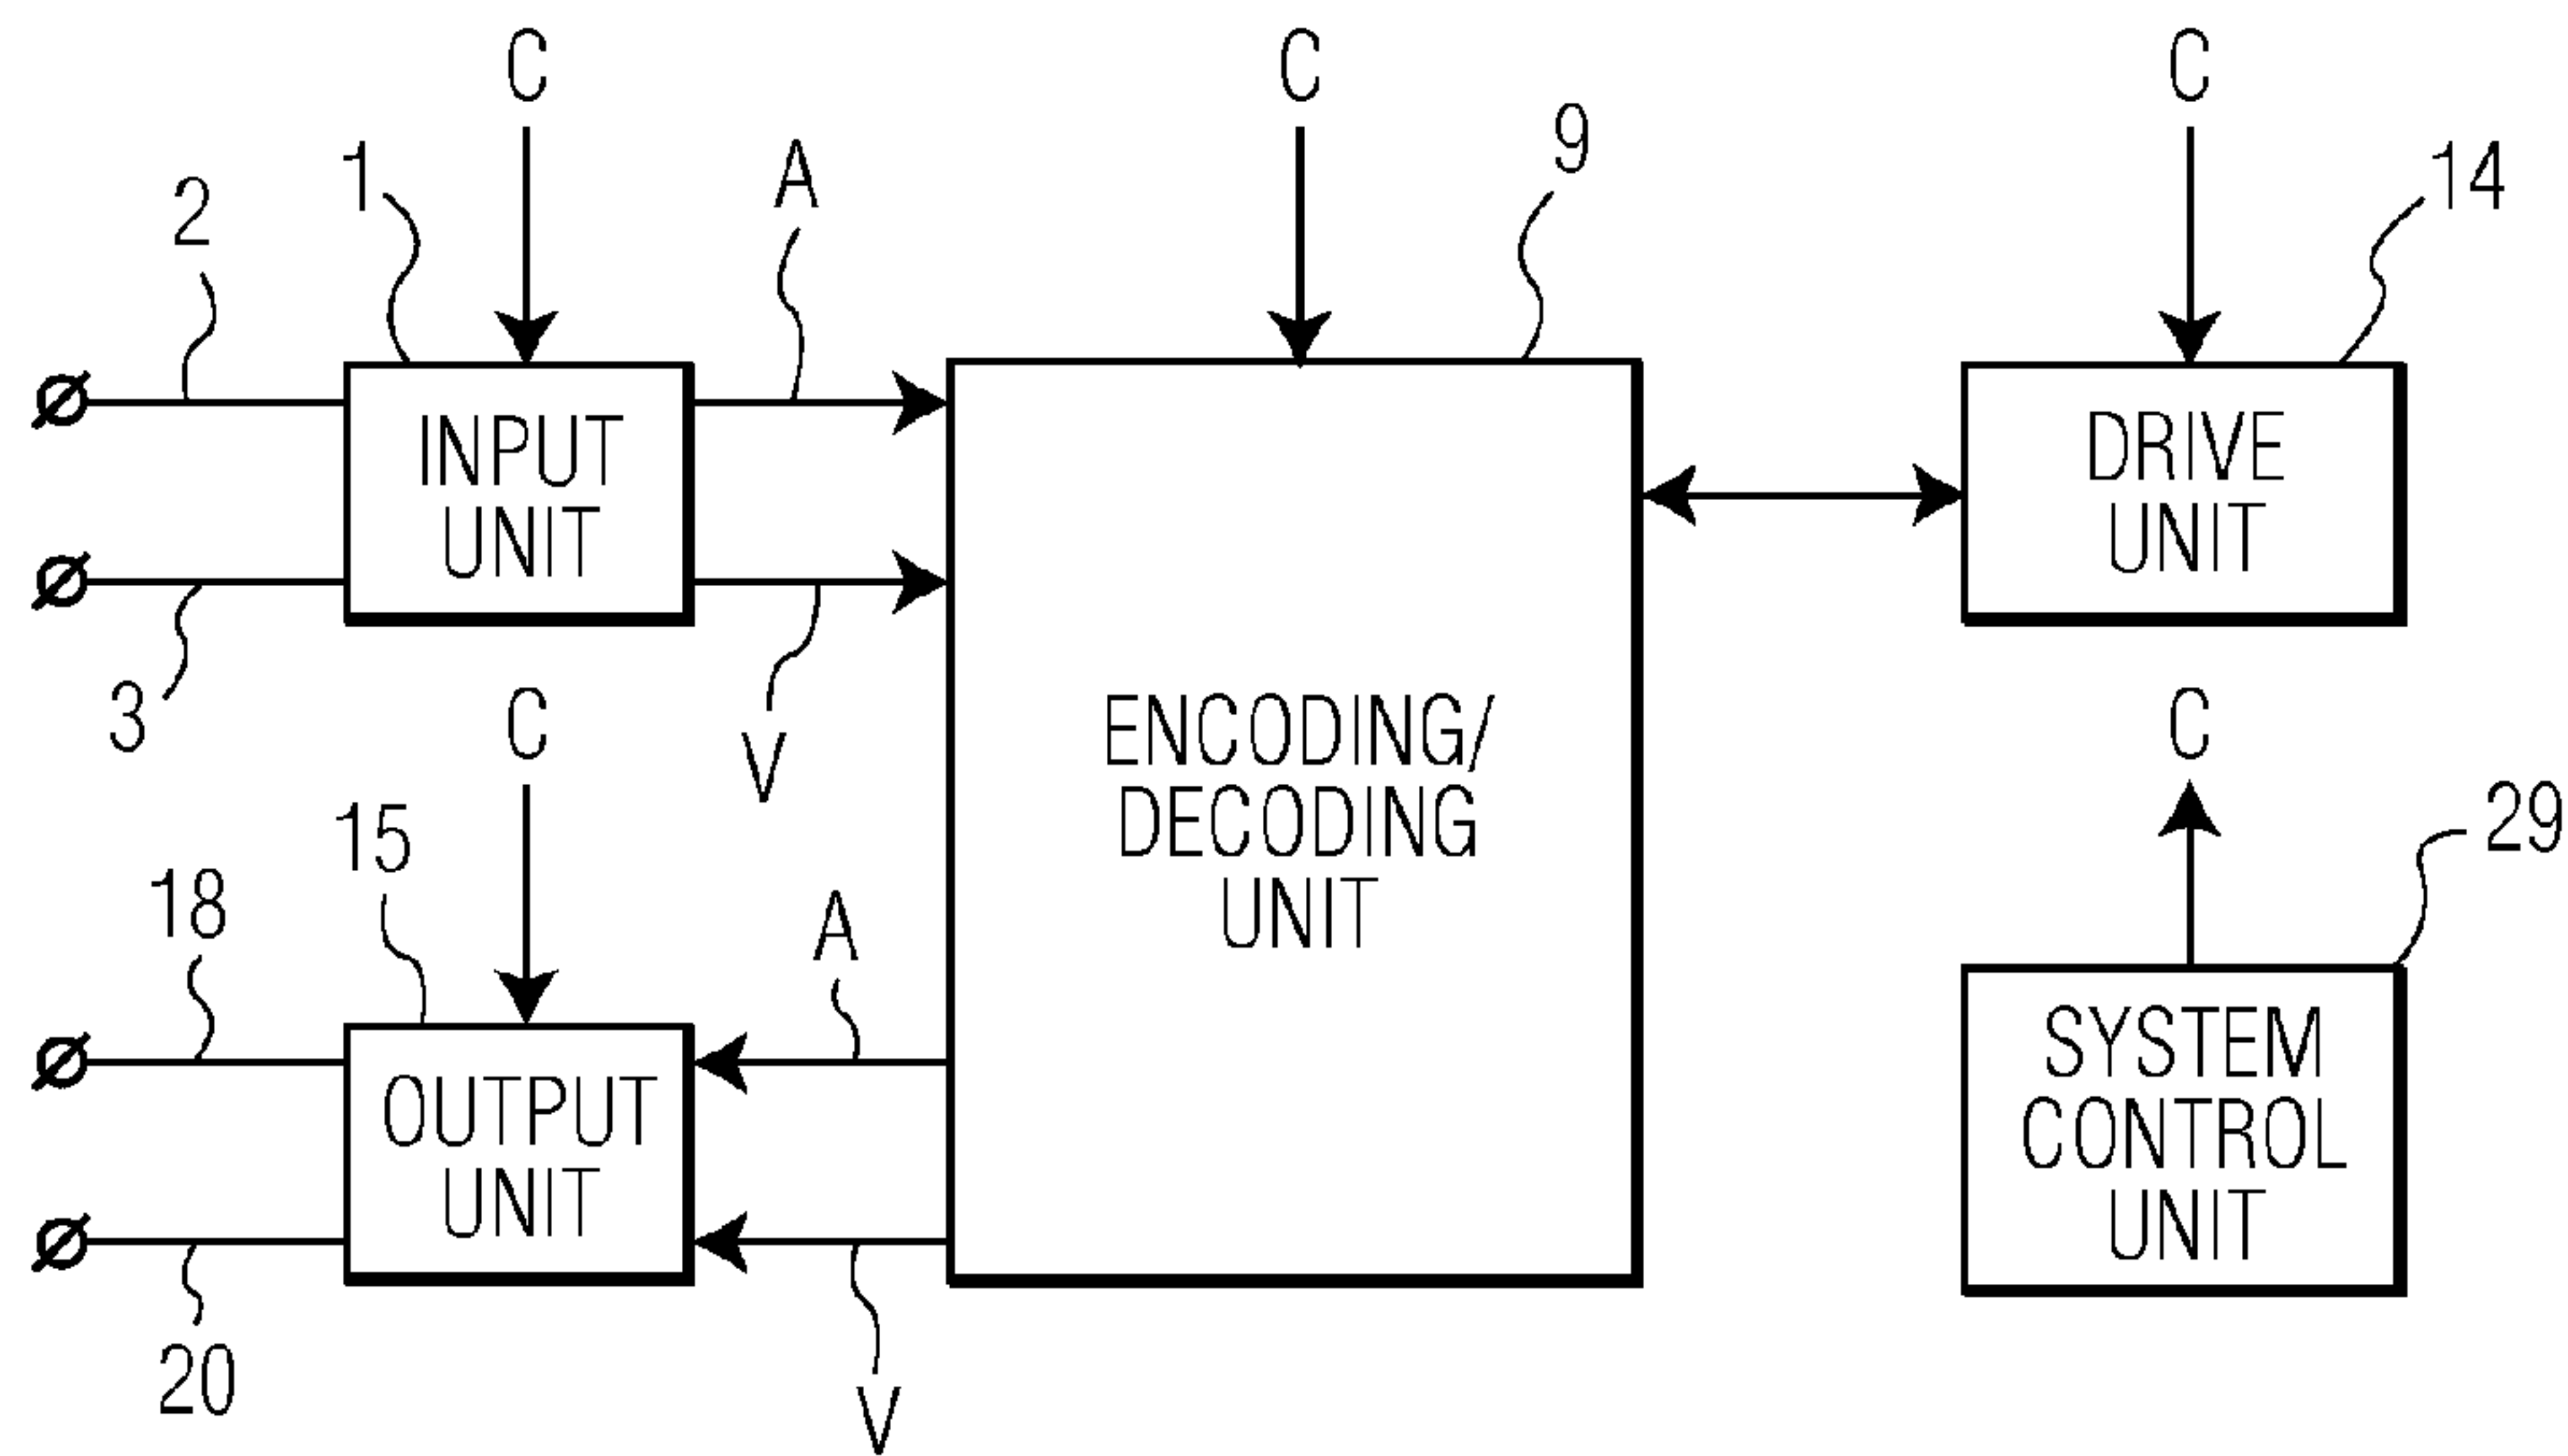 C
C
C
2
1
A
9
14
INPUT
UNIT
DRIVE
UNIT
3
V
C
ENCODING/
DECODING
UNIT
C
29
15
18
A
OUTPUT
UNIT
SYSTEM
CONTROL
UNIT
20
V